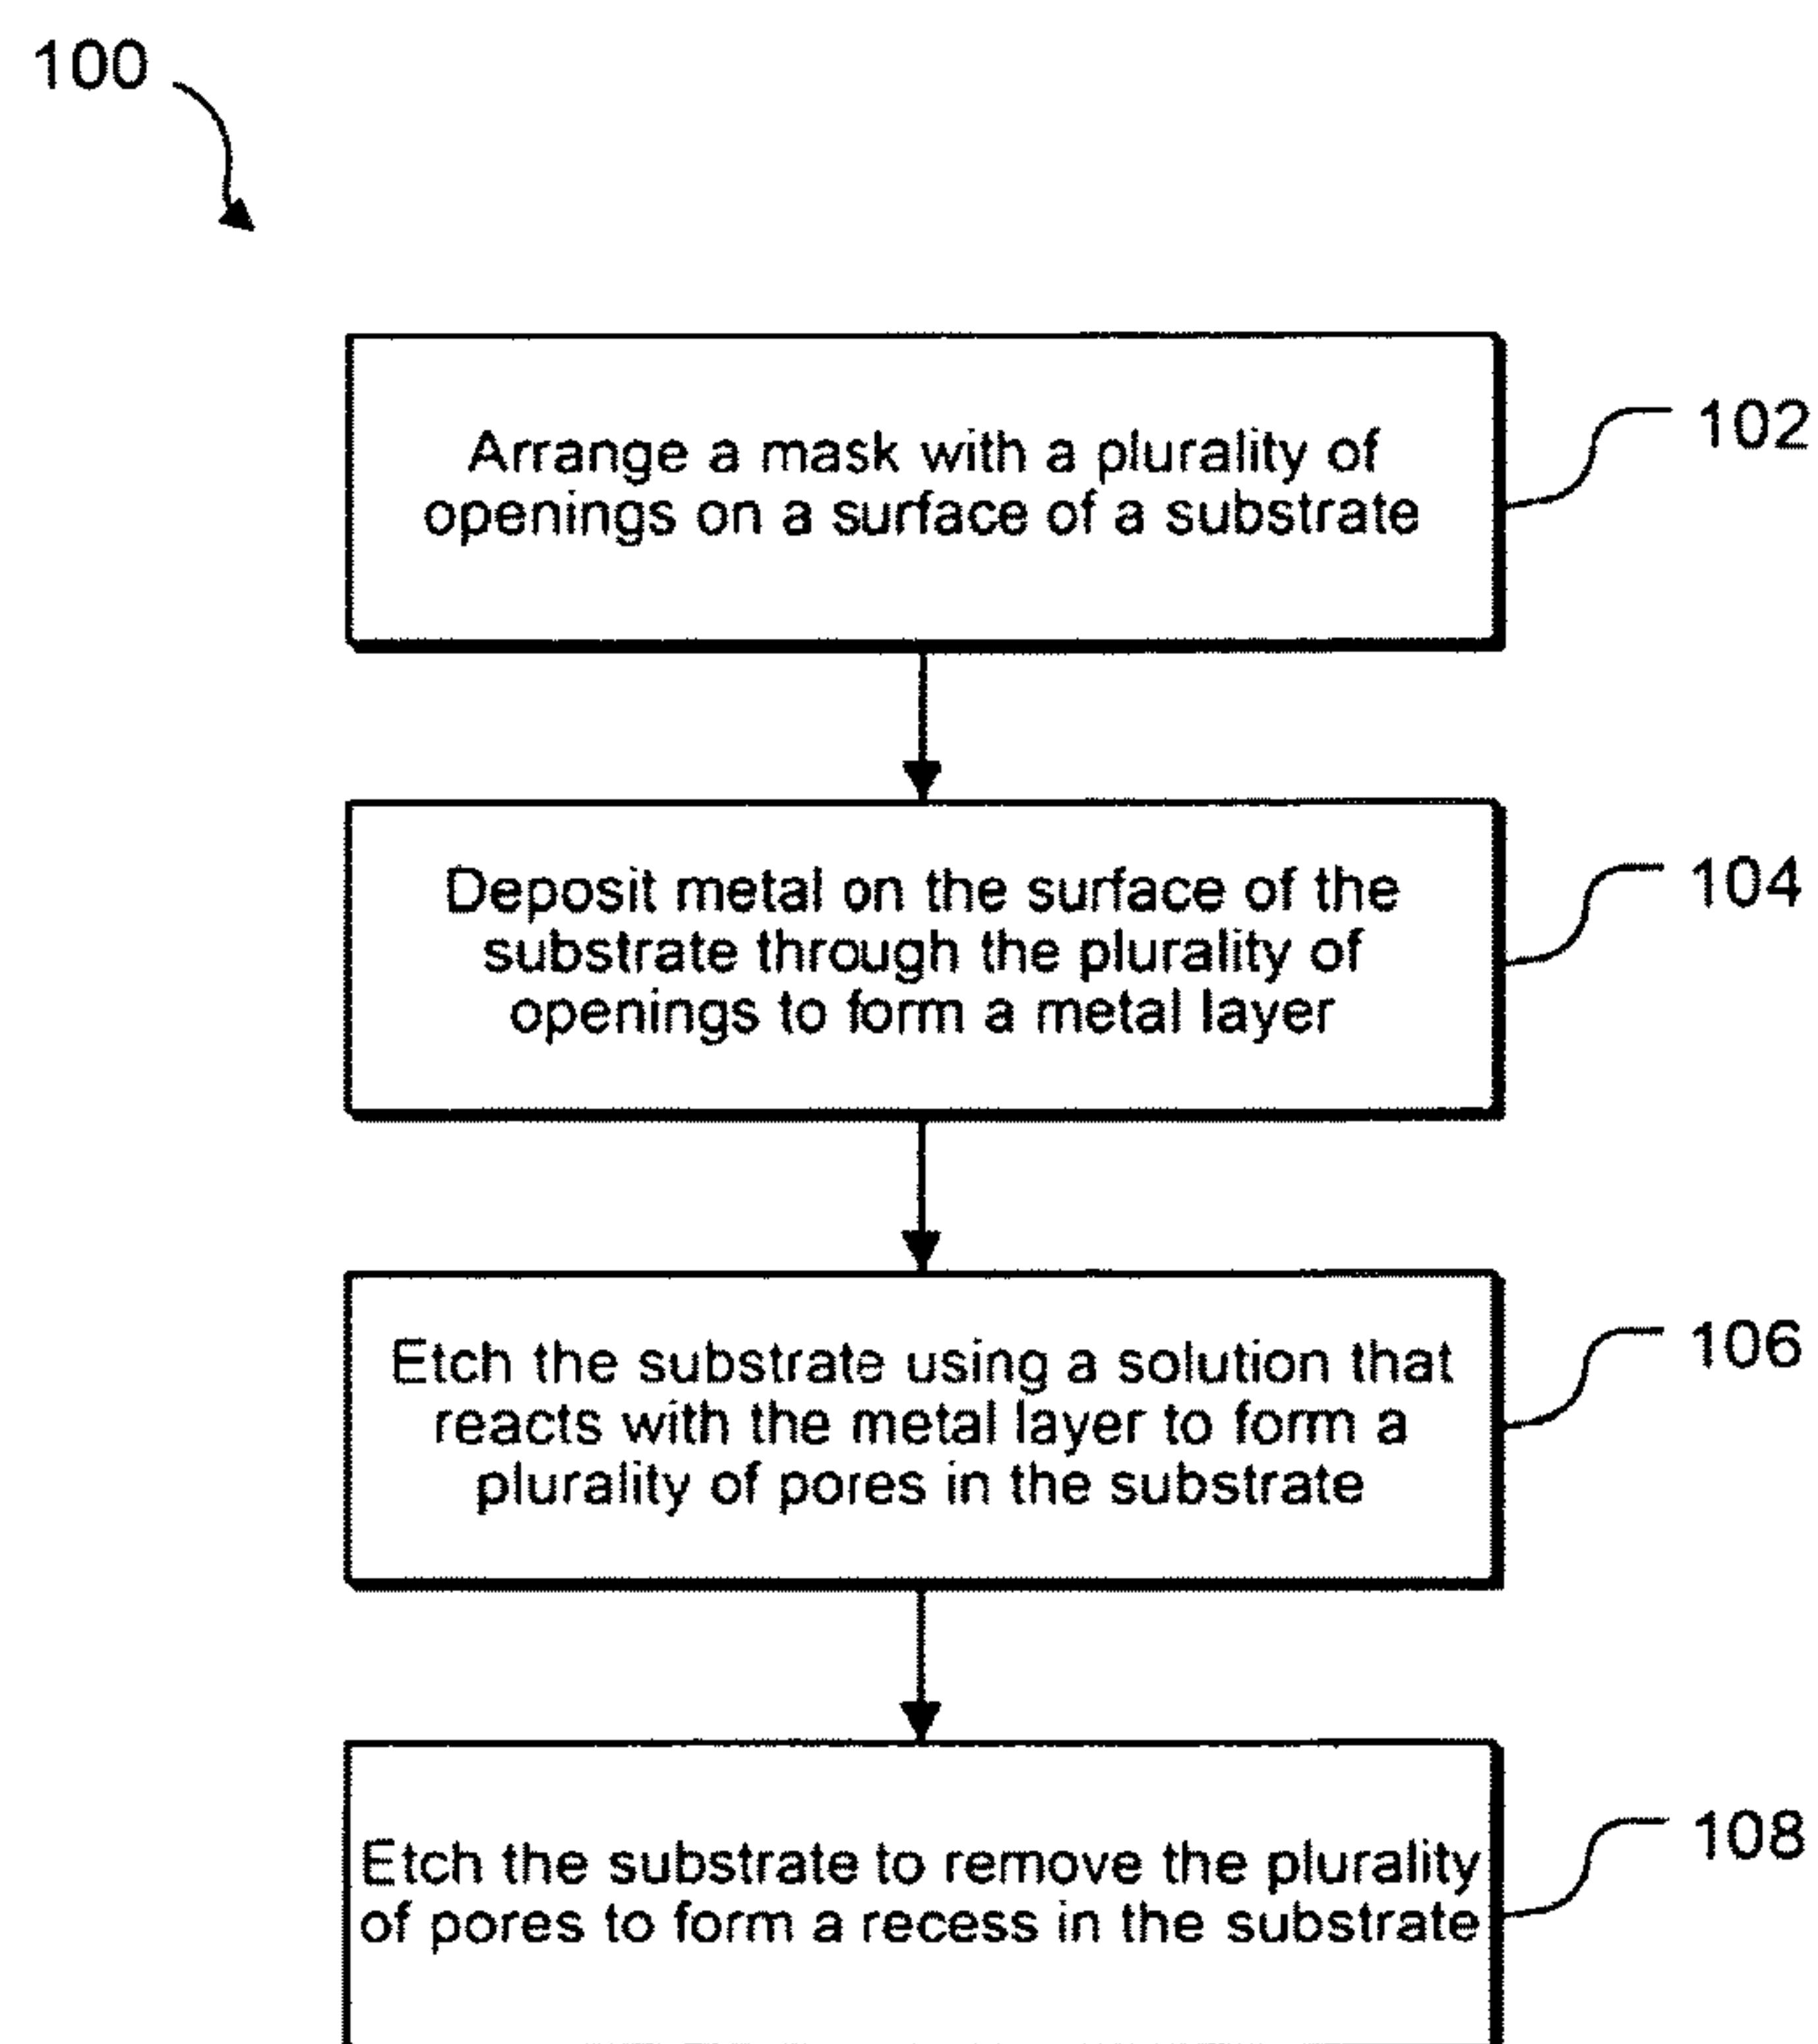 100
Arrange a mask with a plurality of
openings on a surface of a substrate
102
Deposit metal on the surface of the
substrate through the plurality of
openings to form a metal layer
104
Etch the substrate using a solution that
reacts with the metal layer to form a
plurality of pores in the substrate
106
Etch the substrate to remove the plurality
of pores to form a recess in the substrate
108